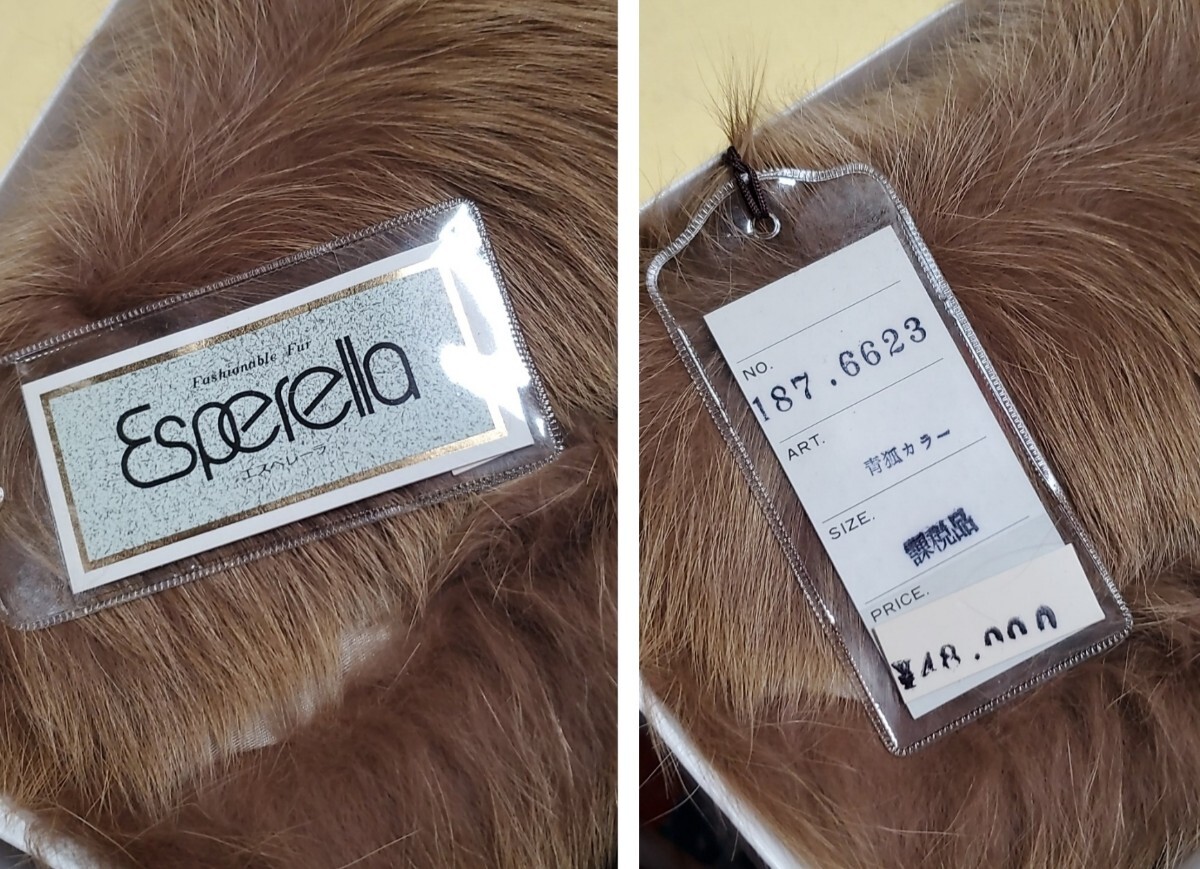 Fashionable Fur
Esperella
エスペレーラ
NO.
187.6623
ART.
青狐カラー
SIZE.
課税品
PRICE.
¥48.000